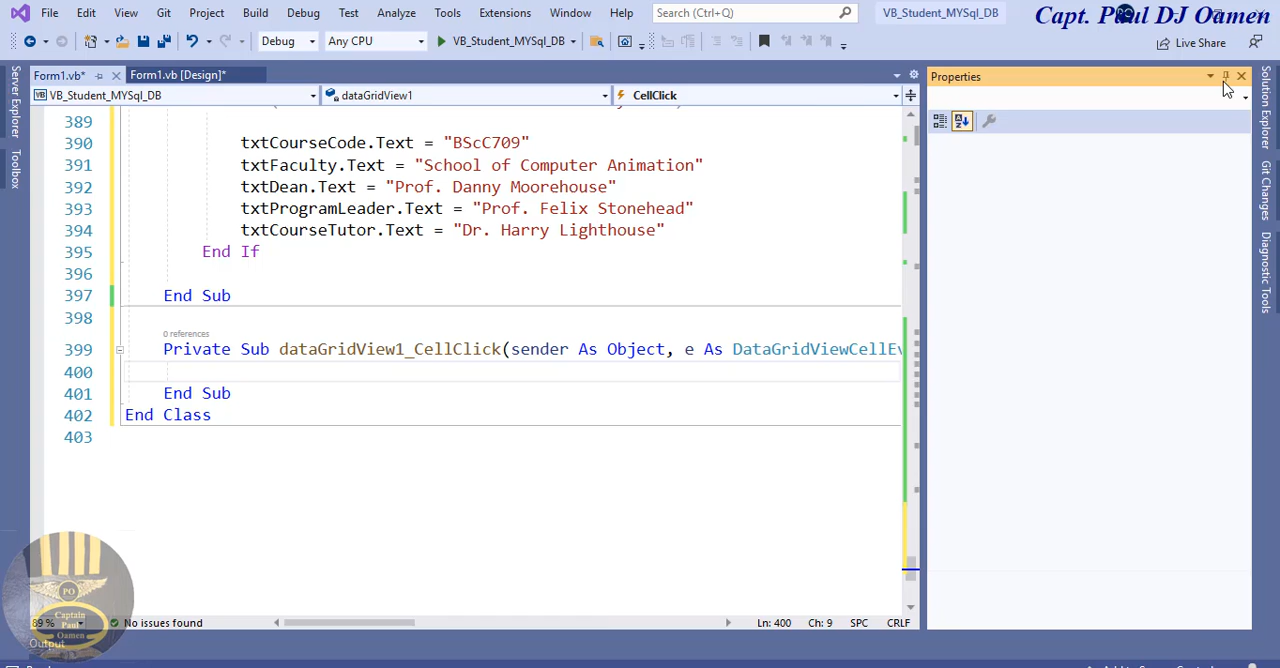 File Edit View Git Project Build Debug Test Analyze Tools Extensions Window Help Search (Ctrl+Q) VB_Student_MYSql_DB
Capt. Paul DJ Oamen
Debug Any CPU VB_Student_MYSql_DB Live Share
Form1.vb* Form1.vb [Design]*
VB_Student_MYSql_DB dataGridView1 CellClick
Properties
Server Explorer
Toolbox
Solution Explorer
Git Changes
Diagnostic Tools
389
390 txtCourseCode.Text = "BScC709"
391 txtFaculty.Text = "School of Computer Animation"
392 txtDean.Text = "Prof. Danny Moorehouse"
393 txtProgramLeader.Text = "Prof. Felix Stonehead"
394 txtCourseTutor.Text = "Dr. Harry Lighthouse"
395 End If
396
397 End Sub
398
0 references
399 Private Sub dataGridView1_CellClick(sender As Object, e As DataGridViewCellEv
400
401 End Sub
402 End Class
403
PO
Captain
Paul
Oamen
89 % No issues found Ln: 400 Ch: 9 SPC CRLF
Output